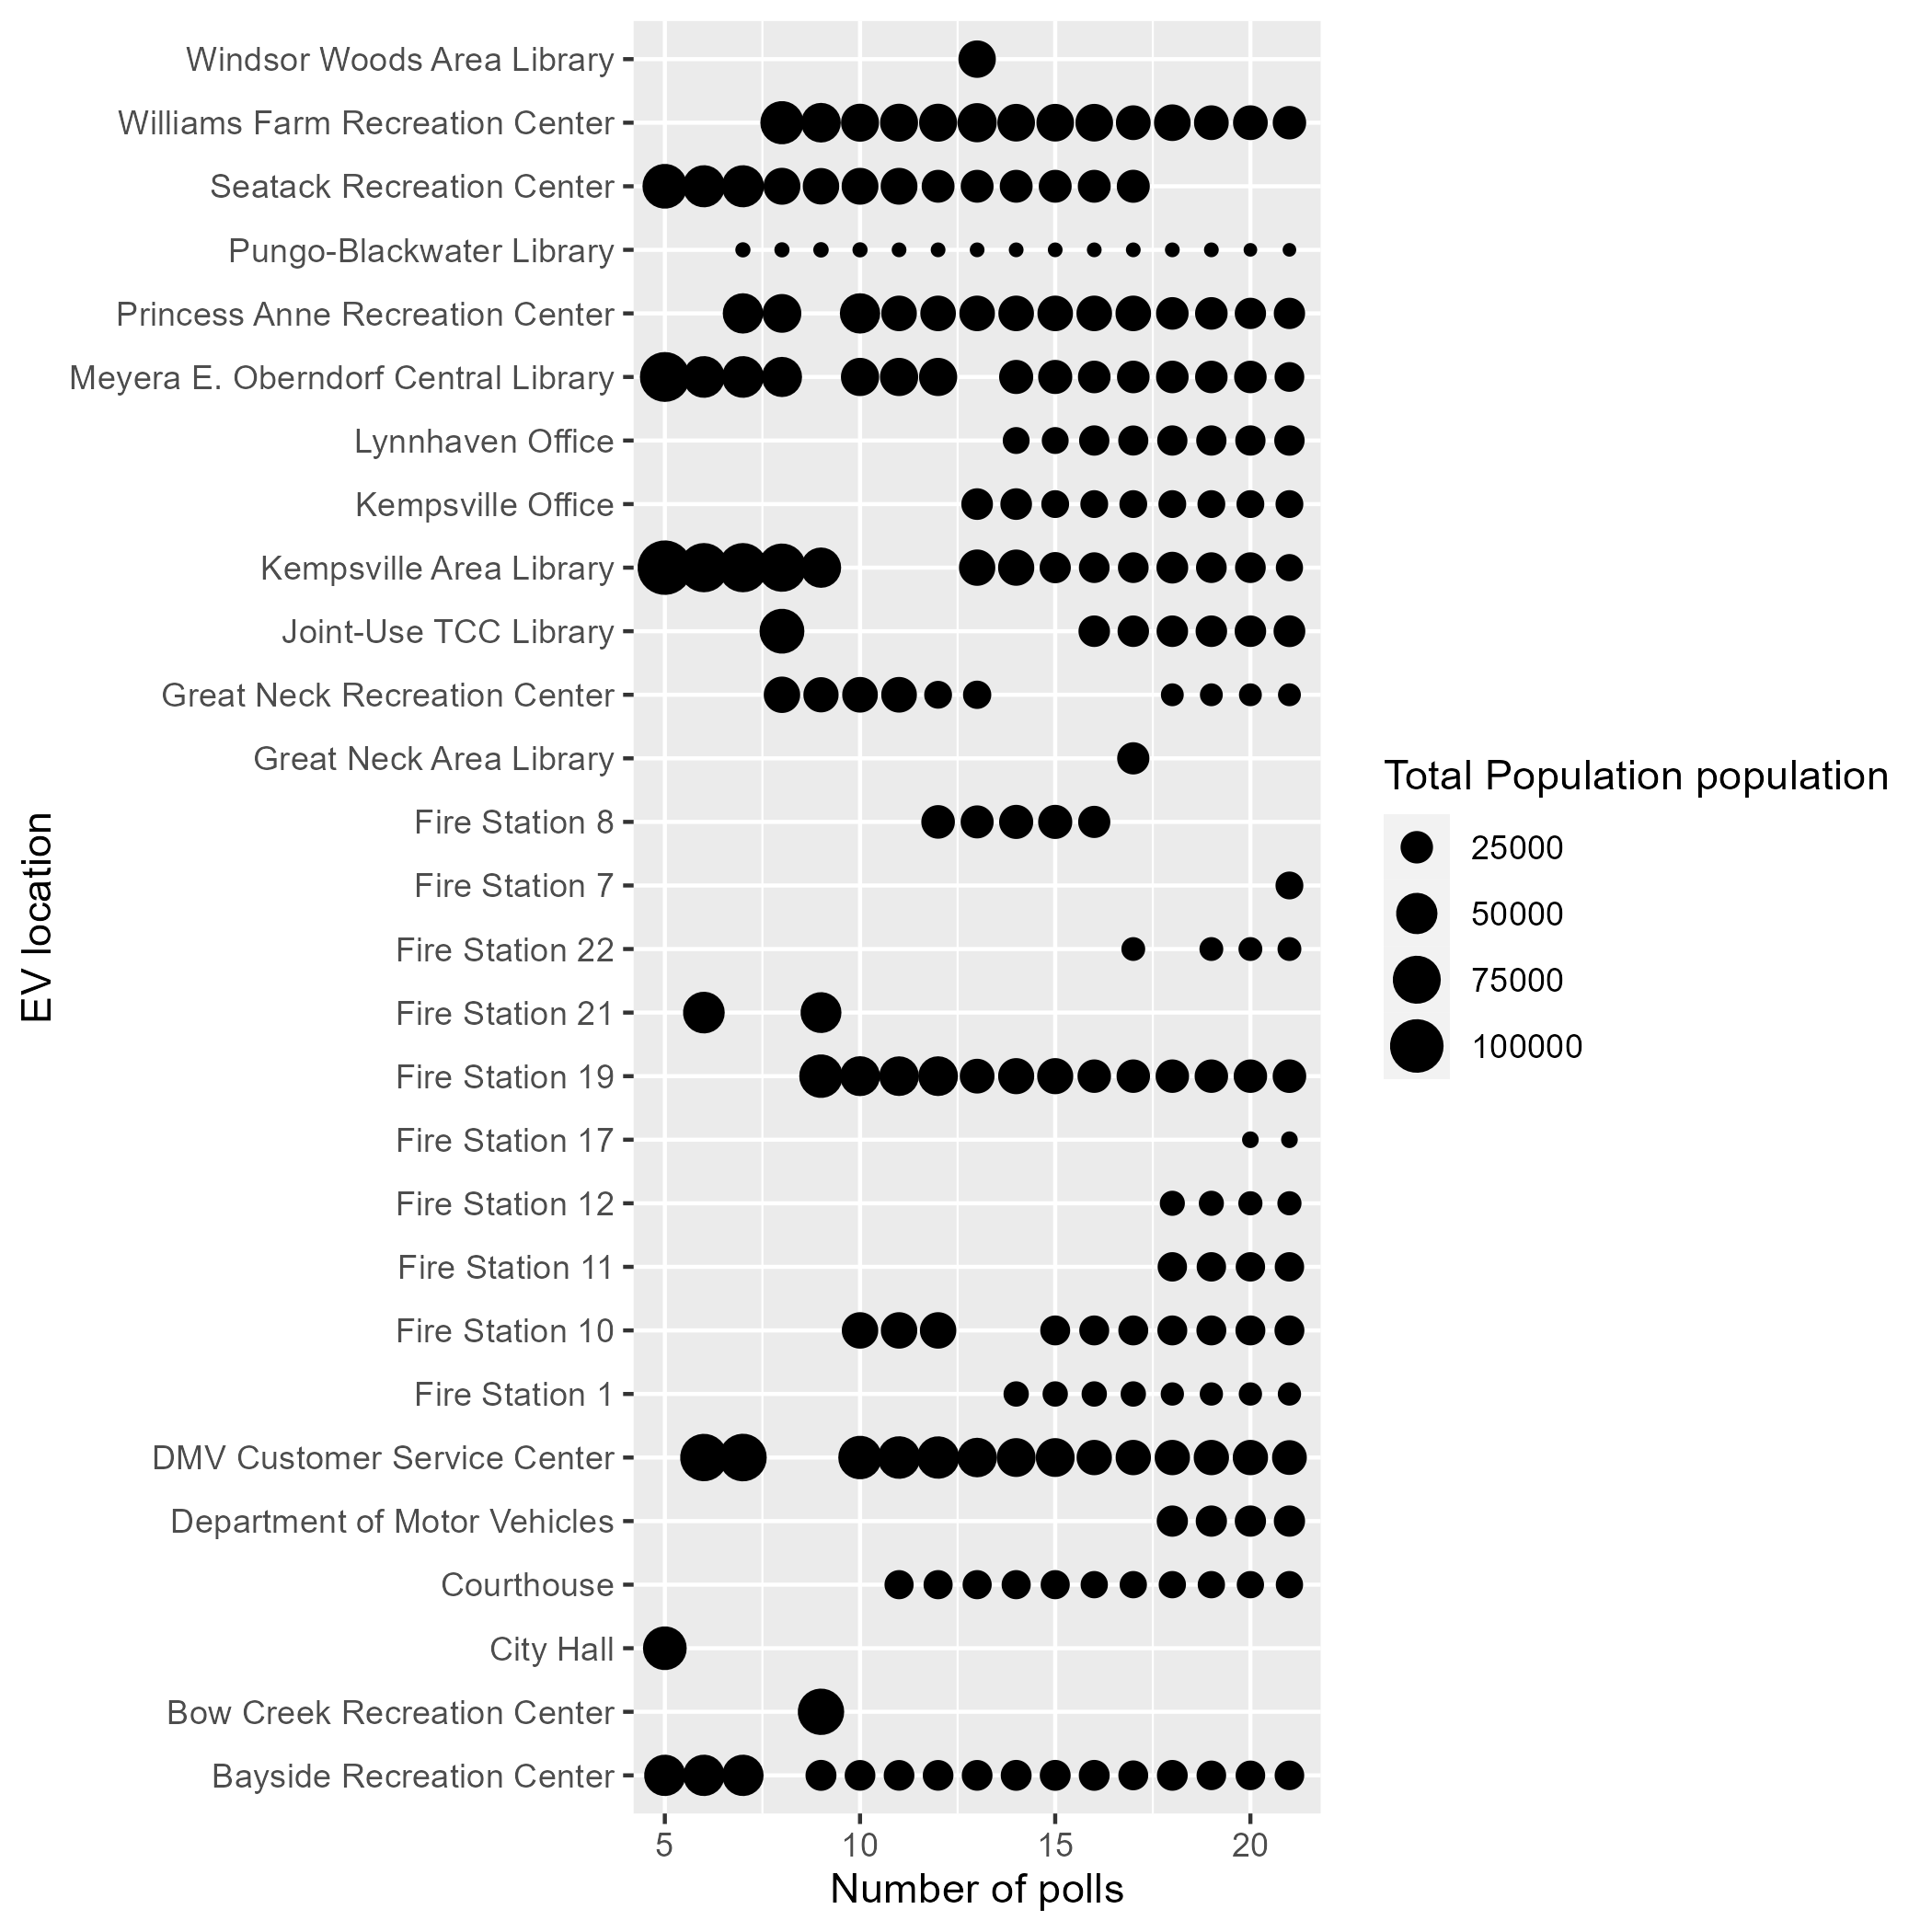 Windsor Woods Area Library
Williams Farm Recreation Center
Seatack Recreation Center
Pungo-Blackwater Library
Princess Anne Recreation Center
Meyera E. Oberndorf Central Library
Lynnhaven Office
Kempsville Office
Kempsville Area Library
Joint-Use TCC Library
Great Neck Recreation Center
Great Neck Area Library
Fire Station 8
Fire Station 7
Fire Station 22
Fire Station 21
Fire Station 19
Fire Station 17
Fire Station 12
Fire Station 11
Fire Station 10
Fire Station 1
DMV Customer Service Center
Department of Motor Vehicles
Courthouse
City Hall
Bow Creek Recreation Center
Bayside Recreation Center
EV location
5 10 15 20
Number of polls
Total Population population
25000
50000
75000
100000